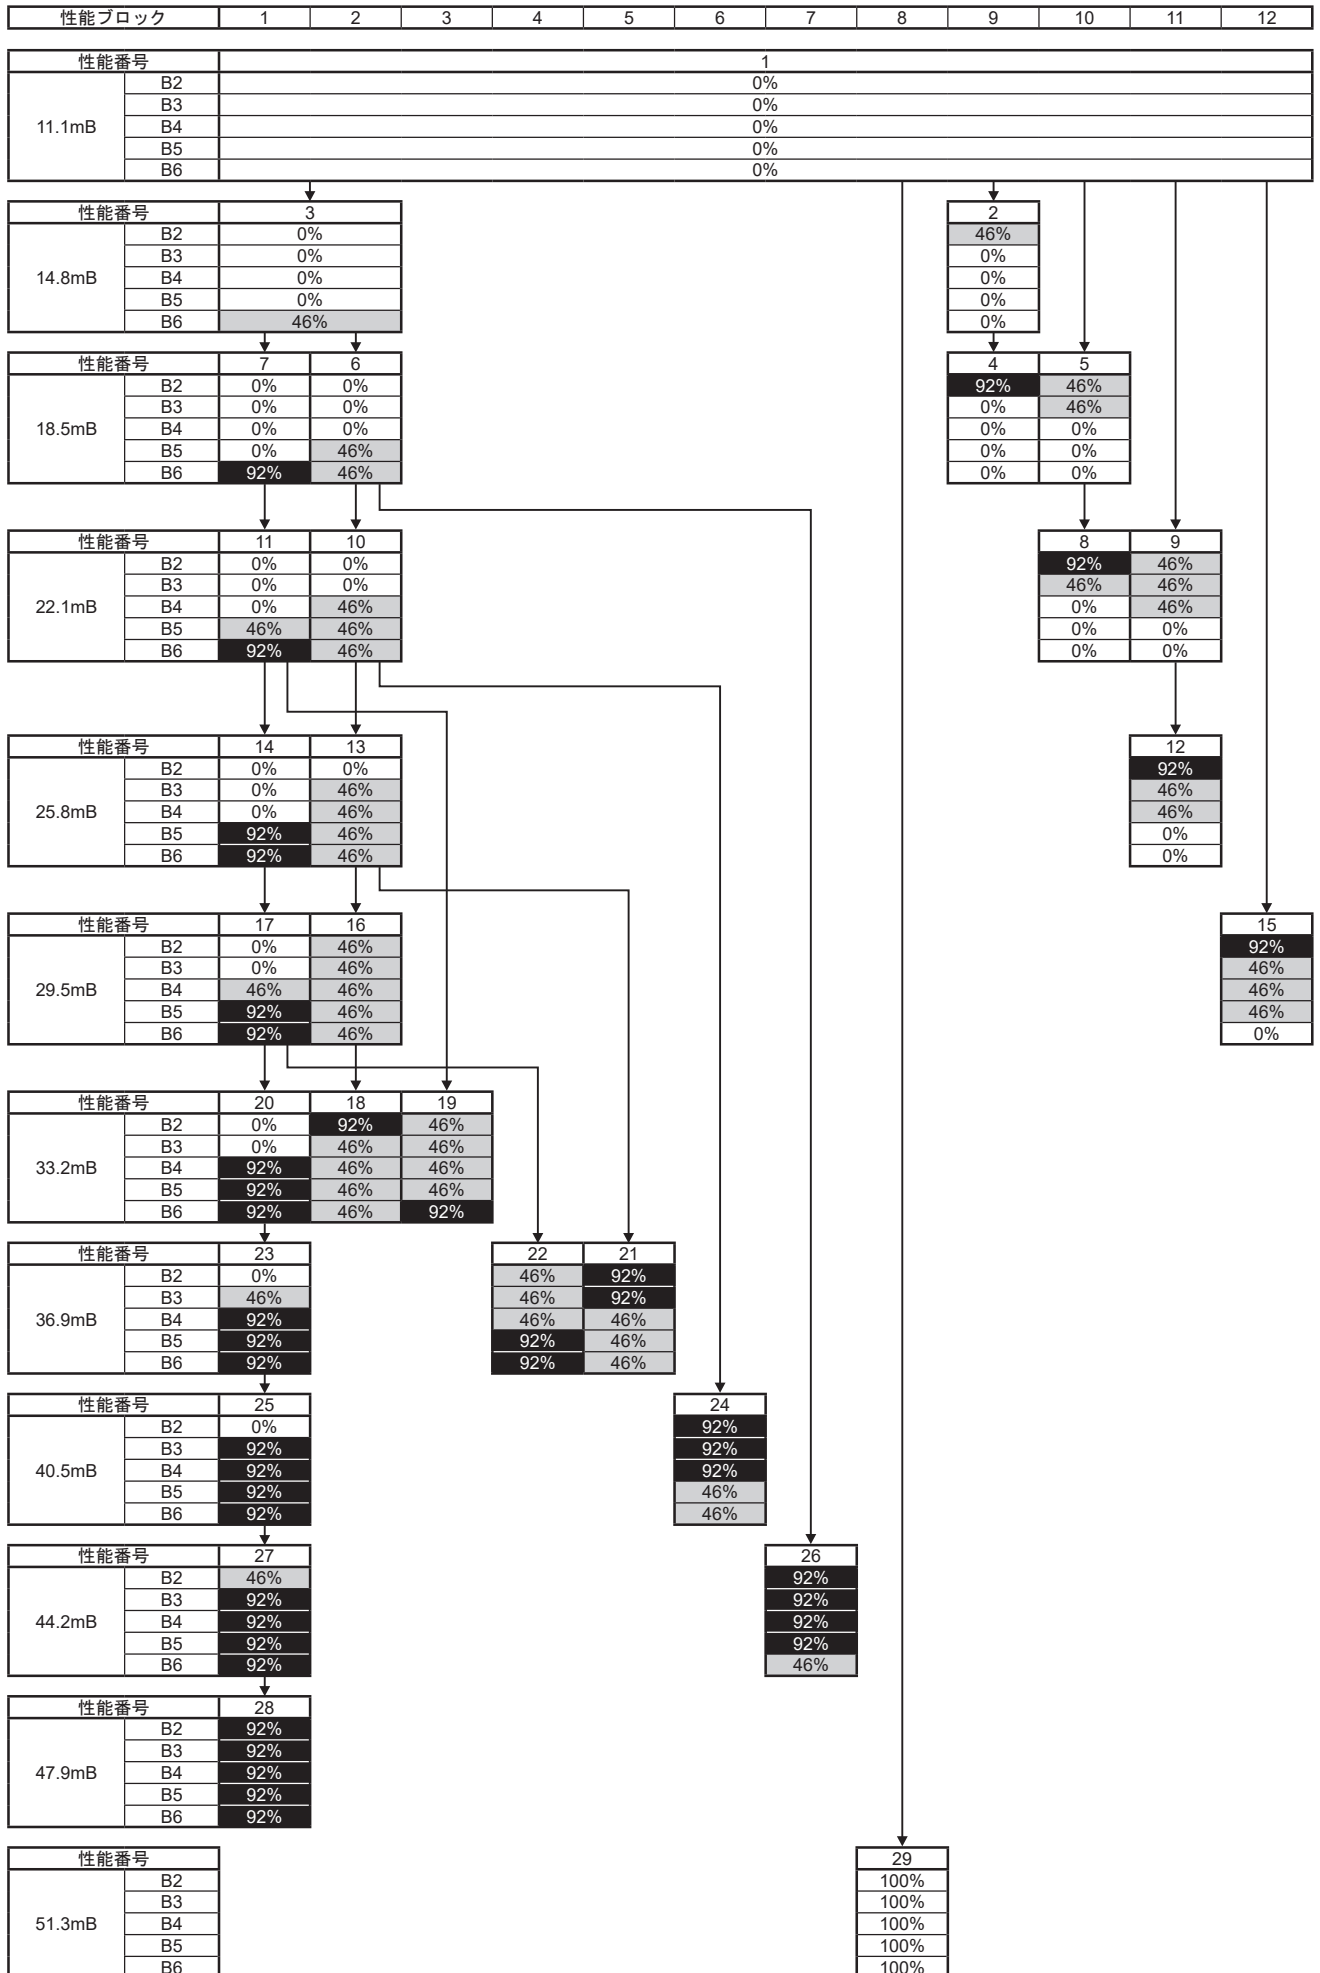 性能ブロック 1 2 3 4 5 6 7 8 9 10 11 12
性能番号 1
11.1mB
B2 0%
B3 0%
B4 0%
B5 0%
B6 0%
性能番号 3 2
14.8mB
B2 0% 46%
B3 0% 0%
B4 0% 0%
B5 0% 0%
B6 46% 0%
性能番号 7 6 4 5
18.5mB
B2 0% 0% 92% 46%
B3 0% 0% 0% 46%
B4 0% 0% 0% 0%
B5 0% 46% 0% 0%
B6 92% 46% 0% 0%
性能番号 11 10 8 9
22.1mB
B2 0% 0% 92% 46%
B3 0% 0% 46% 46%
B4 0% 46% 0% 46%
B5 46% 46% 0% 0%
B6 92% 46% 0% 0%
性能番号 14 13 12
25.8mB
B2 0% 0% 92%
B3 0% 46% 46%
B4 0% 46% 46%
B5 92% 46% 0%
B6 92% 46% 0%
性能番号 17 16 15
29.5mB
B2 0% 46% 92%
B3 0% 46% 46%
B4 46% 46% 46%
B5 92% 46% 46%
B6 92% 46% 0%
性能番号 20 18 19
33.2mB
B2 0% 92% 46%
B3 0% 46% 46%
B4 92% 46% 46%
B5 92% 46% 46%
B6 92% 46% 92%
性能番号 23 22 21
36.9mB
B2 0% 46% 92%
B3 46% 46% 92%
B4 92% 46% 46%
B5 92% 92% 46%
B6 92% 92% 46%
性能番号 25 24
40.5mB
B2 0% 92%
B3 92% 92%
B4 92% 92%
B5 92% 46%
B6 92% 46%
性能番号 27 26
44.2mB
B2 46% 92%
B3 92% 92%
B4 92% 92%
B5 92% 92%
B6 92% 46%
性能番号 28
47.9mB
B2 92%
B3 92%
B4 92%
B5 92%
B6 92%
性能番号 29
51.3mB
B2 100%
B3 100%
B4 100%
B5 100%
B6 100%